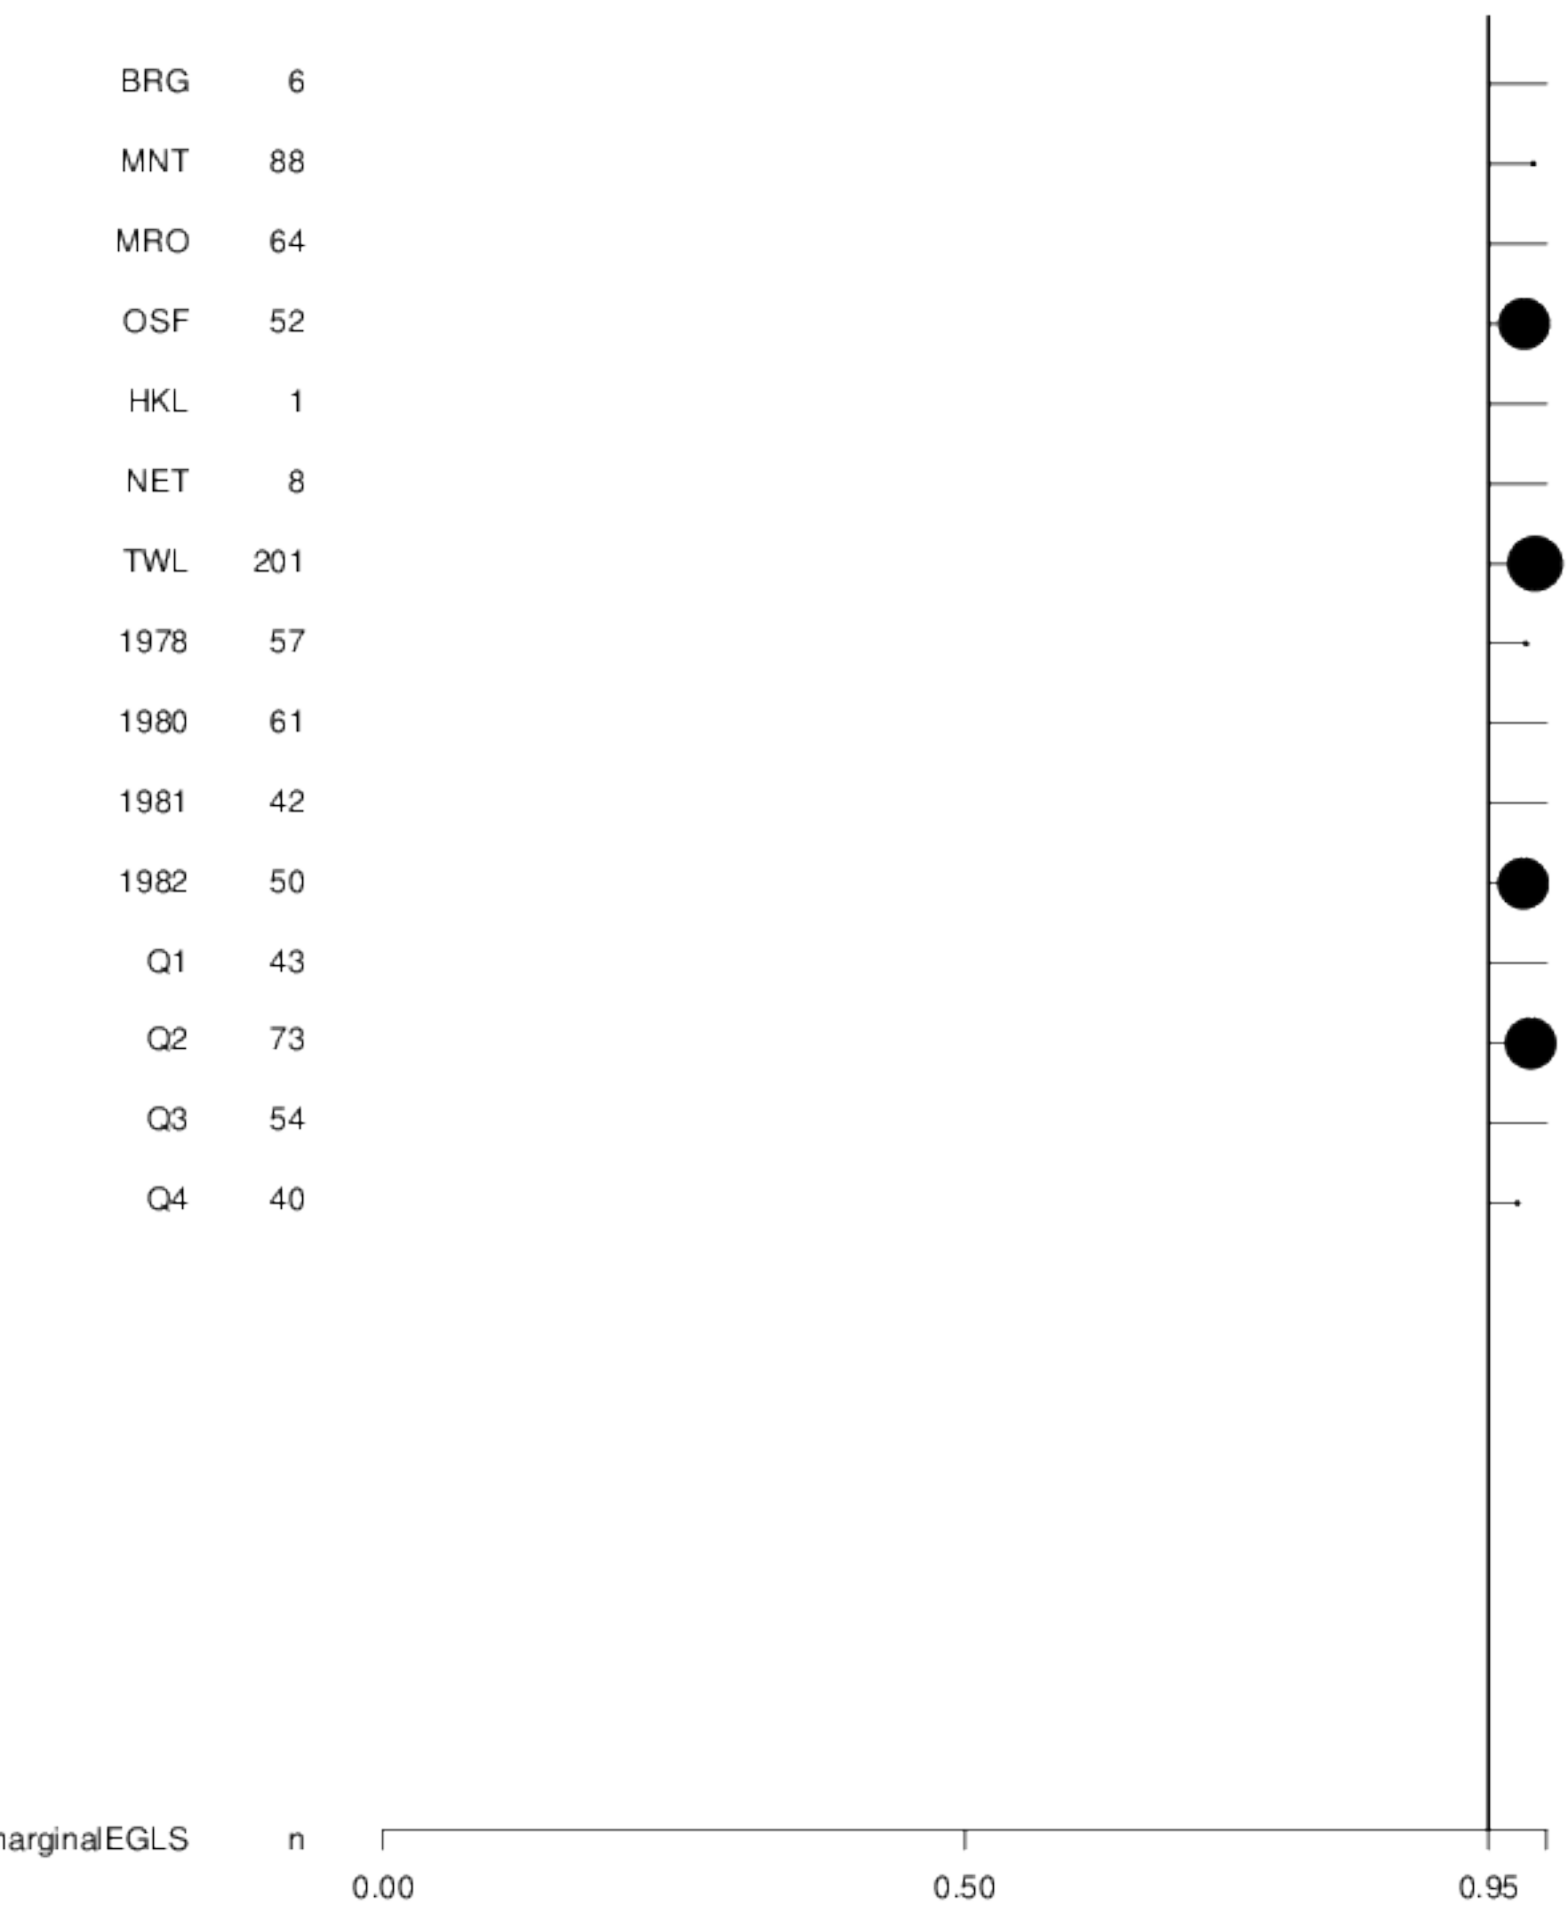 BRG 6
MNT 88
MRO 64
OSF 52
HKL 1
NET 8
TWL 201
1978 57
1980 61
1981 42
1982 50
Q1 43
Q2 73
Q3 54
Q4 40
EGLS n
0.00 0.50 0.95